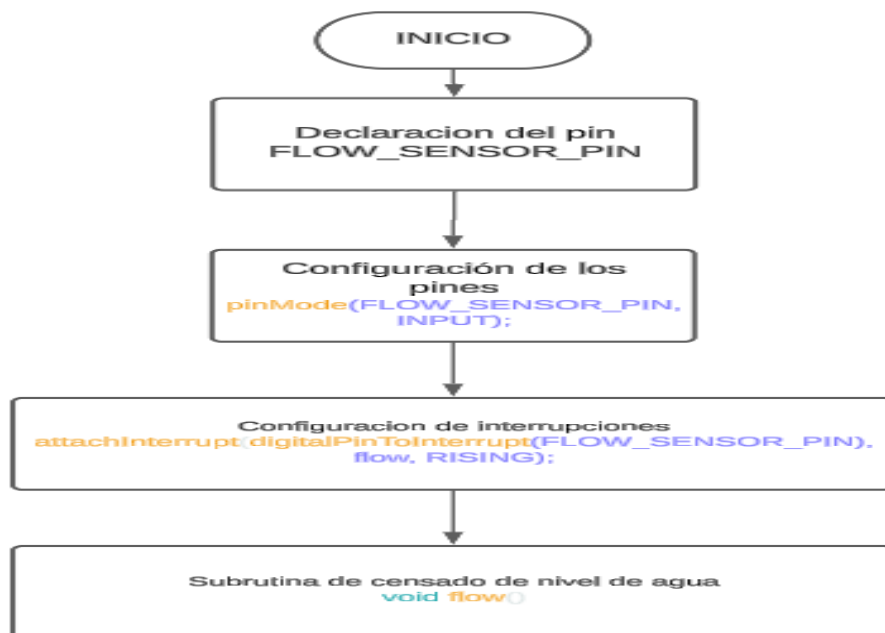 INICIO
Declaracion del pin
FLOW_SENSOR_PIN
Configuración de los
pines
pinMode(FLOW_SENSOR_PIN,
INPUT);
Configuracion de interrupciones
attachInterrupt(digitalPinToInterrupt(FLOW_SENSOR_PIN),
flow, RISING);
Subrutina de censado de nivel de agua
void flow()